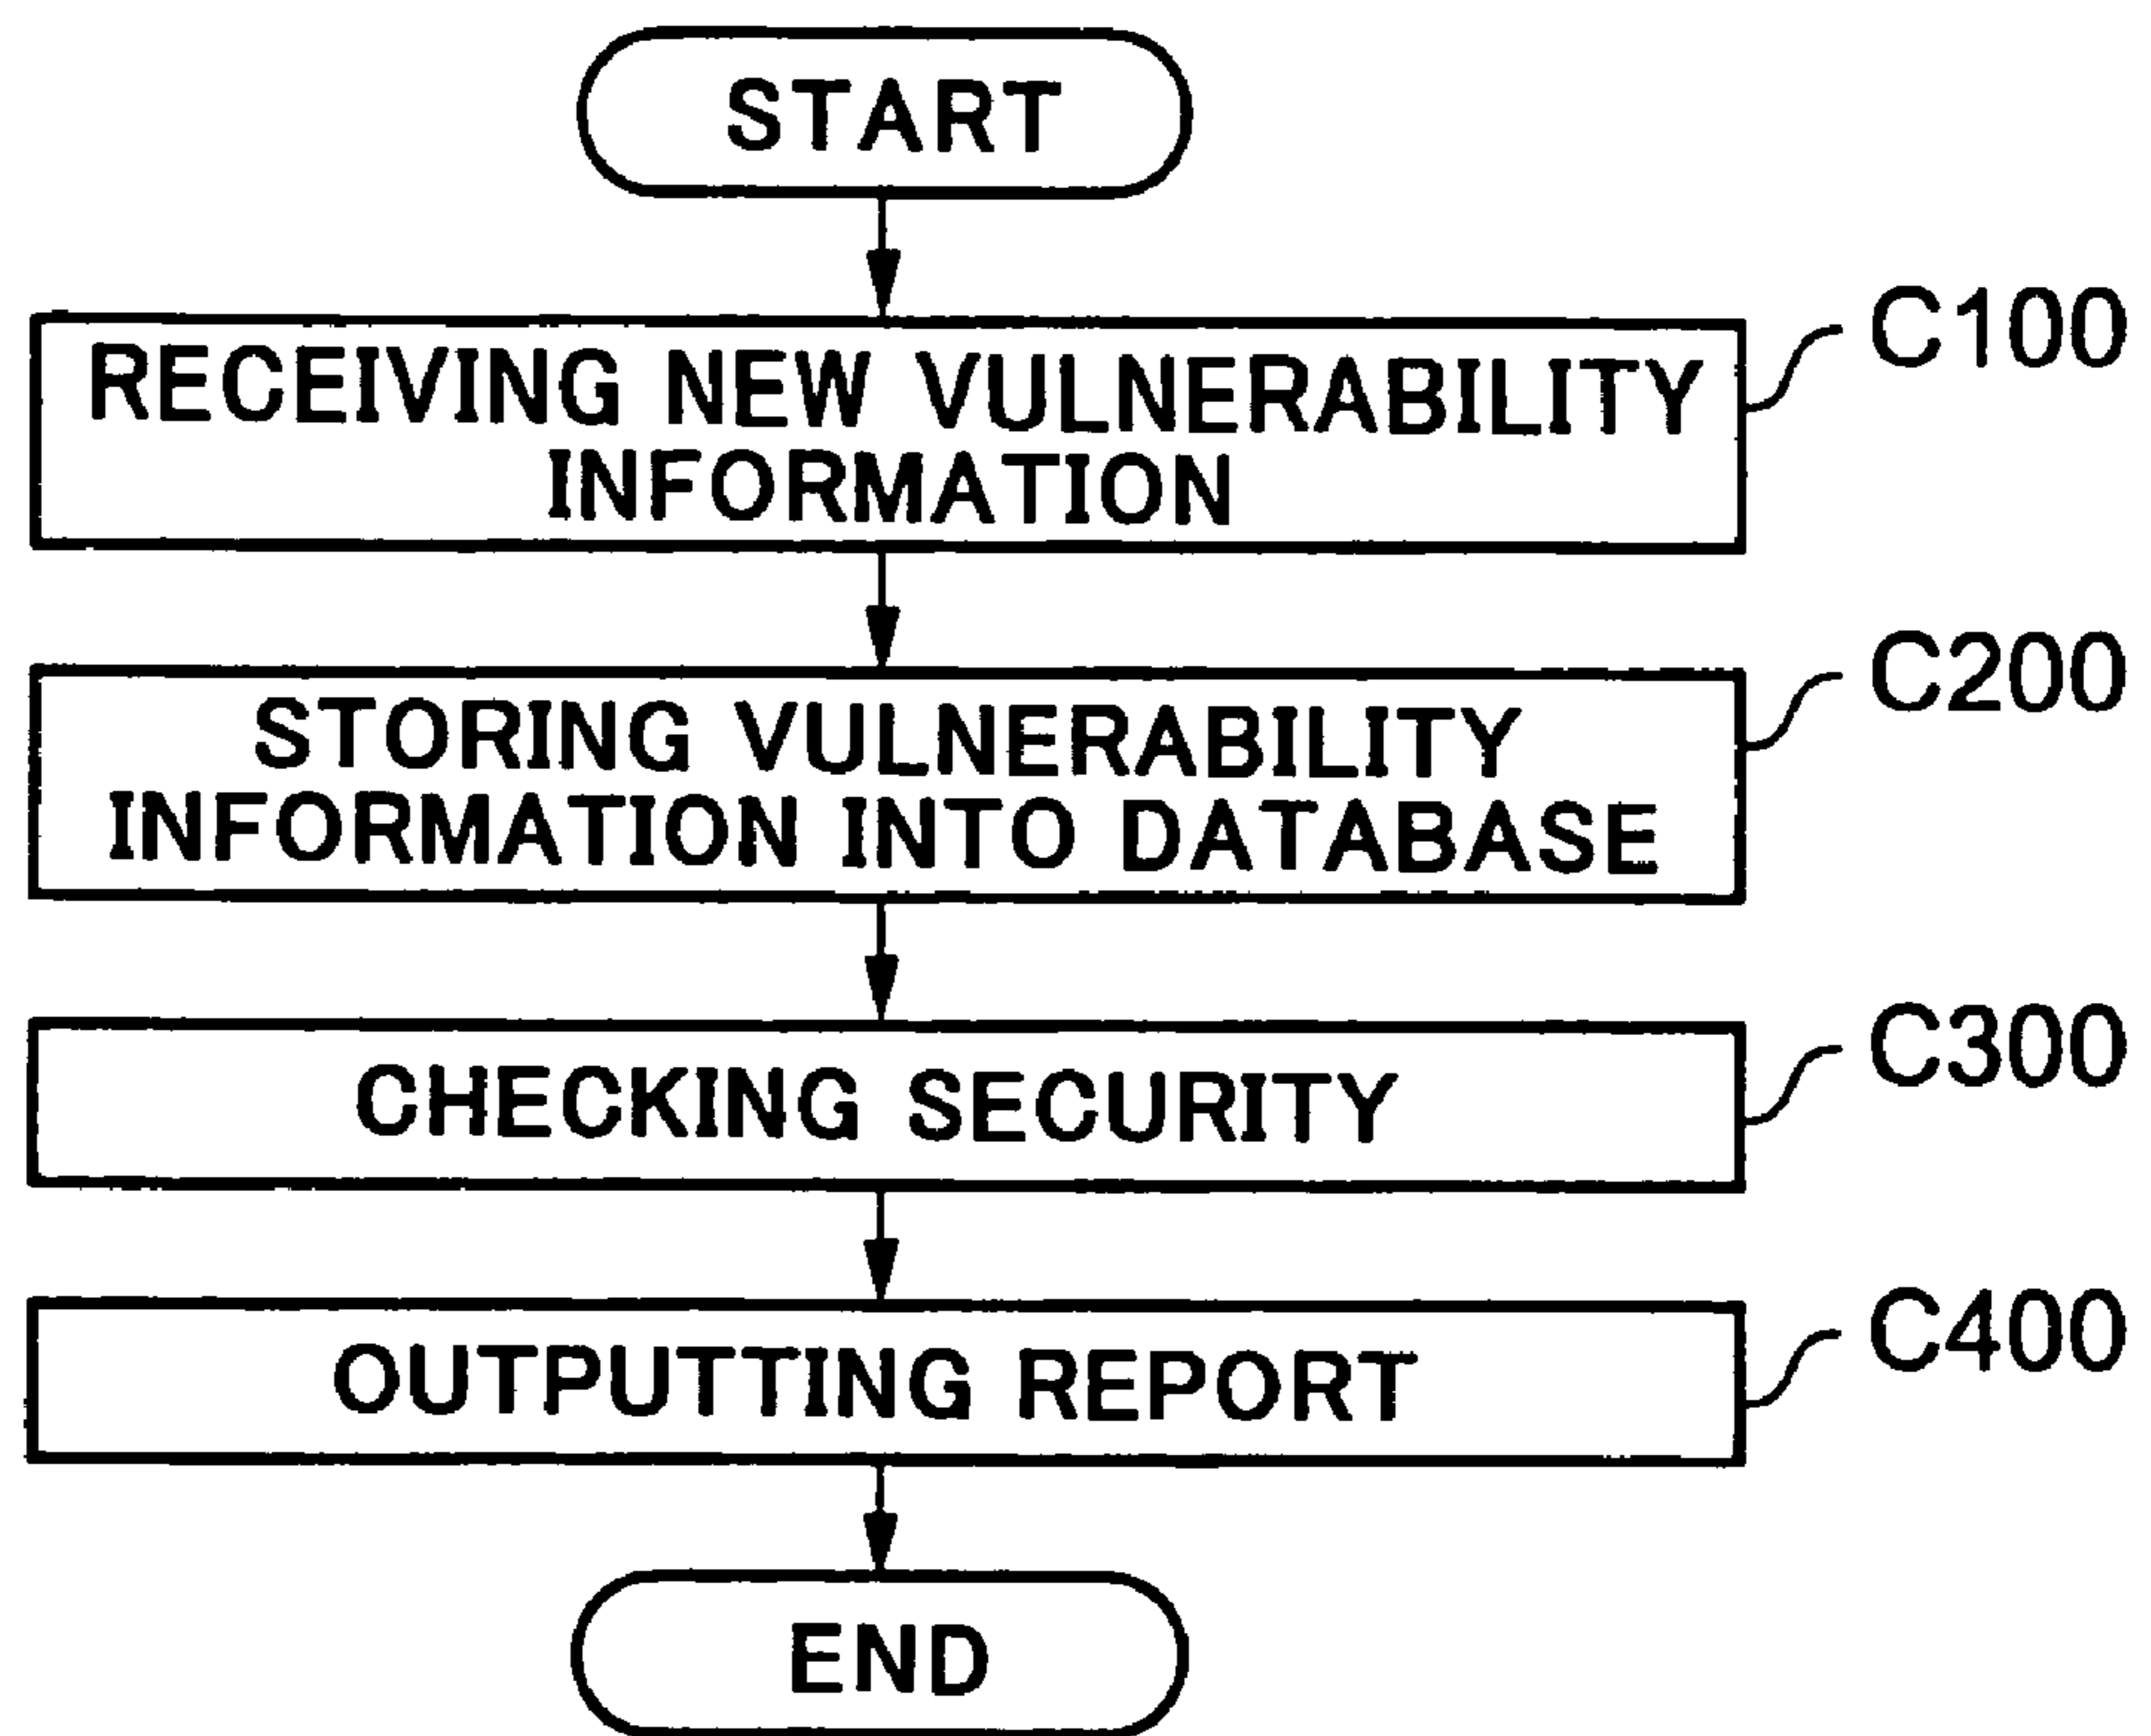 START
C100
RECEIVING NEW VULNERABILITY
INFORMATION
C200
STORING VULNERABILITY
INFORMATION INTO DATABASE
C300
CHECKING SECURITY
C400
OUTPUTTING REPORT
END